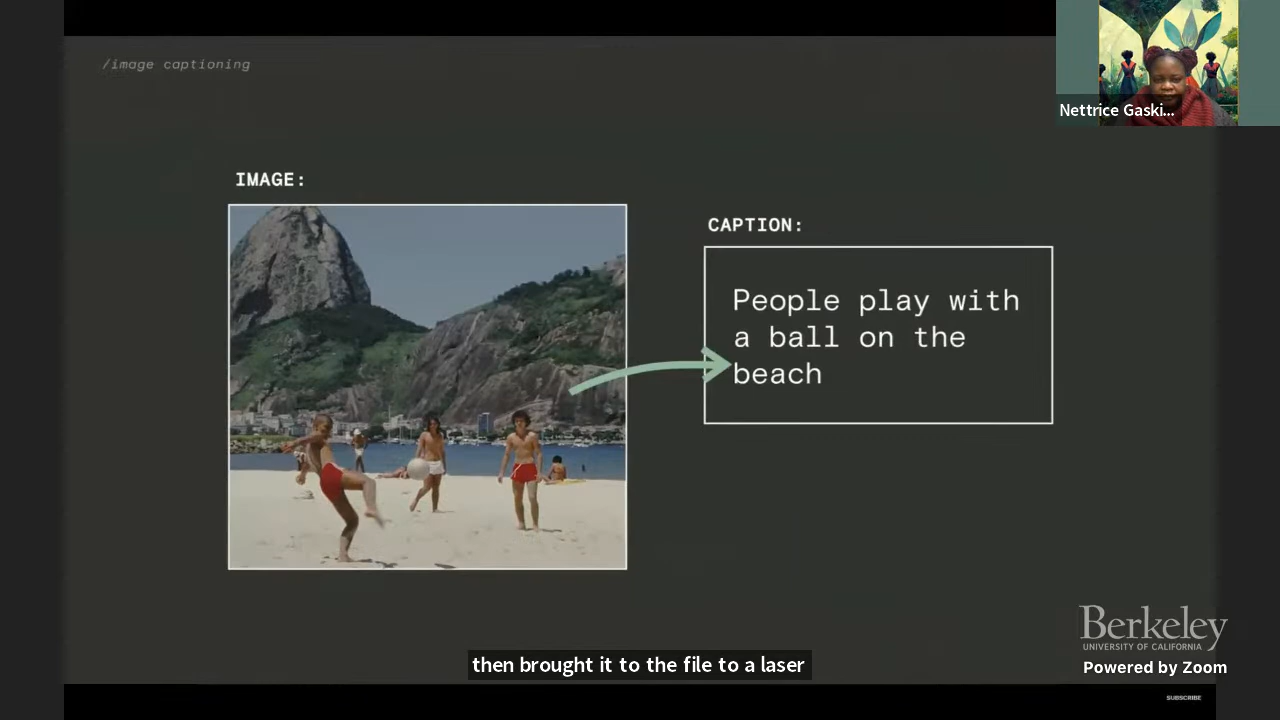 /image captioning
Nettrice Gaski...
IMAGE:
CAPTION:
People play with
a ball on the
beach
then brought it to the file to a laser
Berkeley
UNIVERSITY OF CALIFORNIA
Powered by Zoom
SUBSCRIBE